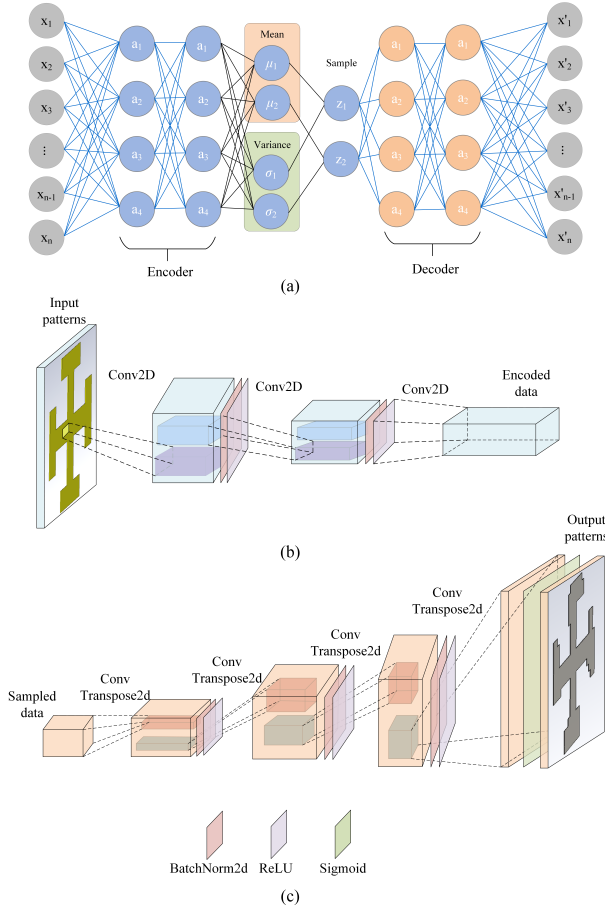 x1 a1 a1 Mean μ1 a1 a1 x'1
x2 a2 a2 μ2 Sample z1 a2 a2 x'2
x3 a3 a3 Variance σ1 z2 a1 a3 x'3
⋮ ⋮
xn-1 a4 a4 σ2 a4 a4 x'n-1
xn x'n
Encoder Decoder
(a)
Input
patterns
Conv2D Conv2D Conv2D
Encoded
data
(b)
Output
patterns
Conv
Transpose2d
Conv
Transpose2d
Conv
Transpose2d
Conv
Transpose2d
Sampled
data
BatchNorm2d ReLU Sigmoid
(c)